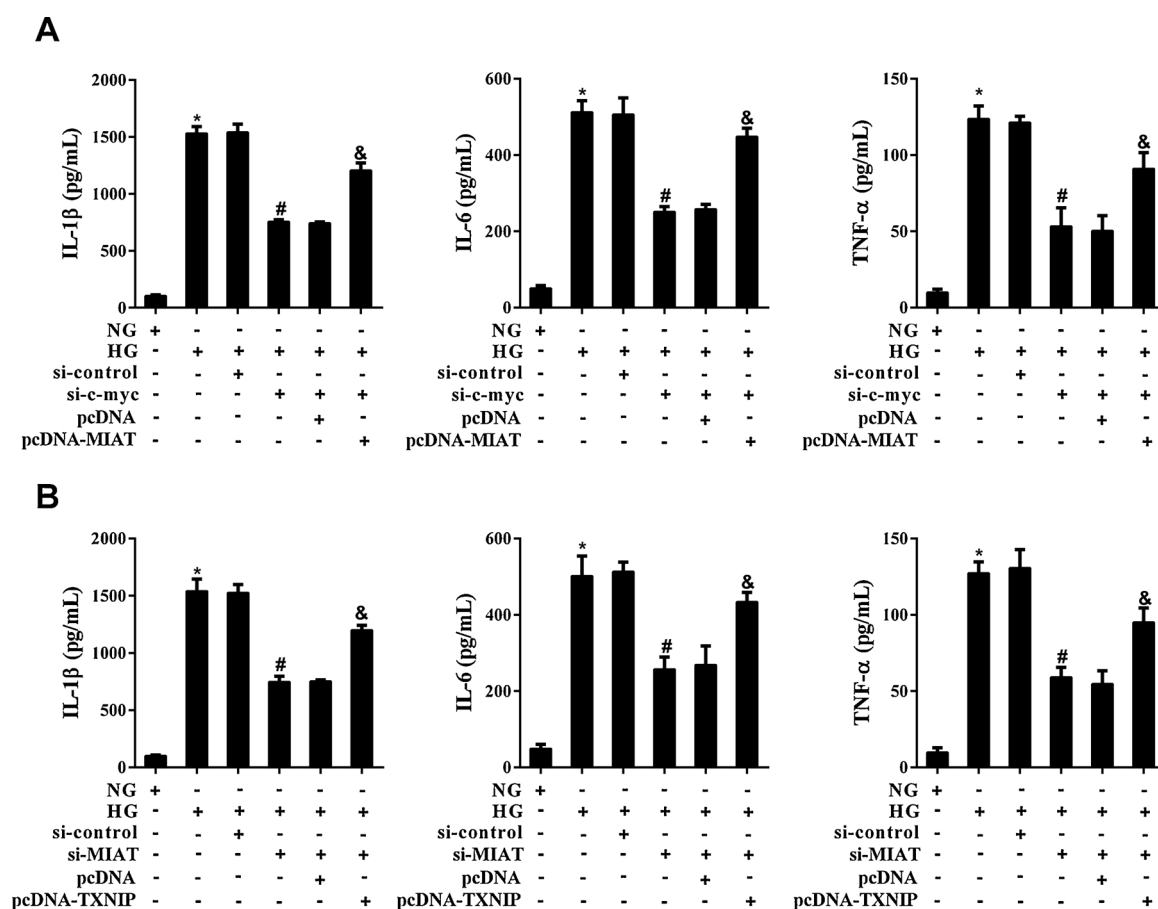 A
IL-1β (pg/mL)
2000
1500
1000
500
0
* # &
NG + - - - - -
HG - + + + + +
si-control - - + - - -
si-c-myc - - - + + +
pcDNA - - - - + -
pcDNA-MIAT - - - - - +
IL-6 (pg/mL)
600
400
200
0
* # &
NG + - - - - -
HG - + + + + +
si-control - - + - - -
si-c-myc - - - + + +
pcDNA - - - - + -
pcDNA-MIAT - - - - - +
TNF-α (pg/mL)
150
100
50
0
* # &
NG + - - - - -
HG - + + + + +
si-control - - + - - -
si-c-myc - - - + + +
pcDNA - - - - + -
pcDNA-MIAT - - - - - +
B
IL-1β (pg/mL)
2000
1500
1000
500
0
* # &
NG + - - - - -
HG - + + + + +
si-control - - + - - -
si-MIAT - - - + + +
pcDNA - - - - + -
pcDNA-TXNIP - - - - - +
IL-6 (pg/mL)
600
400
200
0
* # &
NG + - - - - -
HG - + + + + +
si-control - - + - - -
si-MIAT - - - + + +
pcDNA - - - - + -
pcDNA-TXNIP - - - - - +
TNF-α (pg/mL)
150
100
50
0
* # &
NG + - - - - -
HG - + + + + +
si-control - - + - - -
si-MIAT - - - + + +
pcDNA - - - - + -
pcDNA-TXNIP - - - - - +